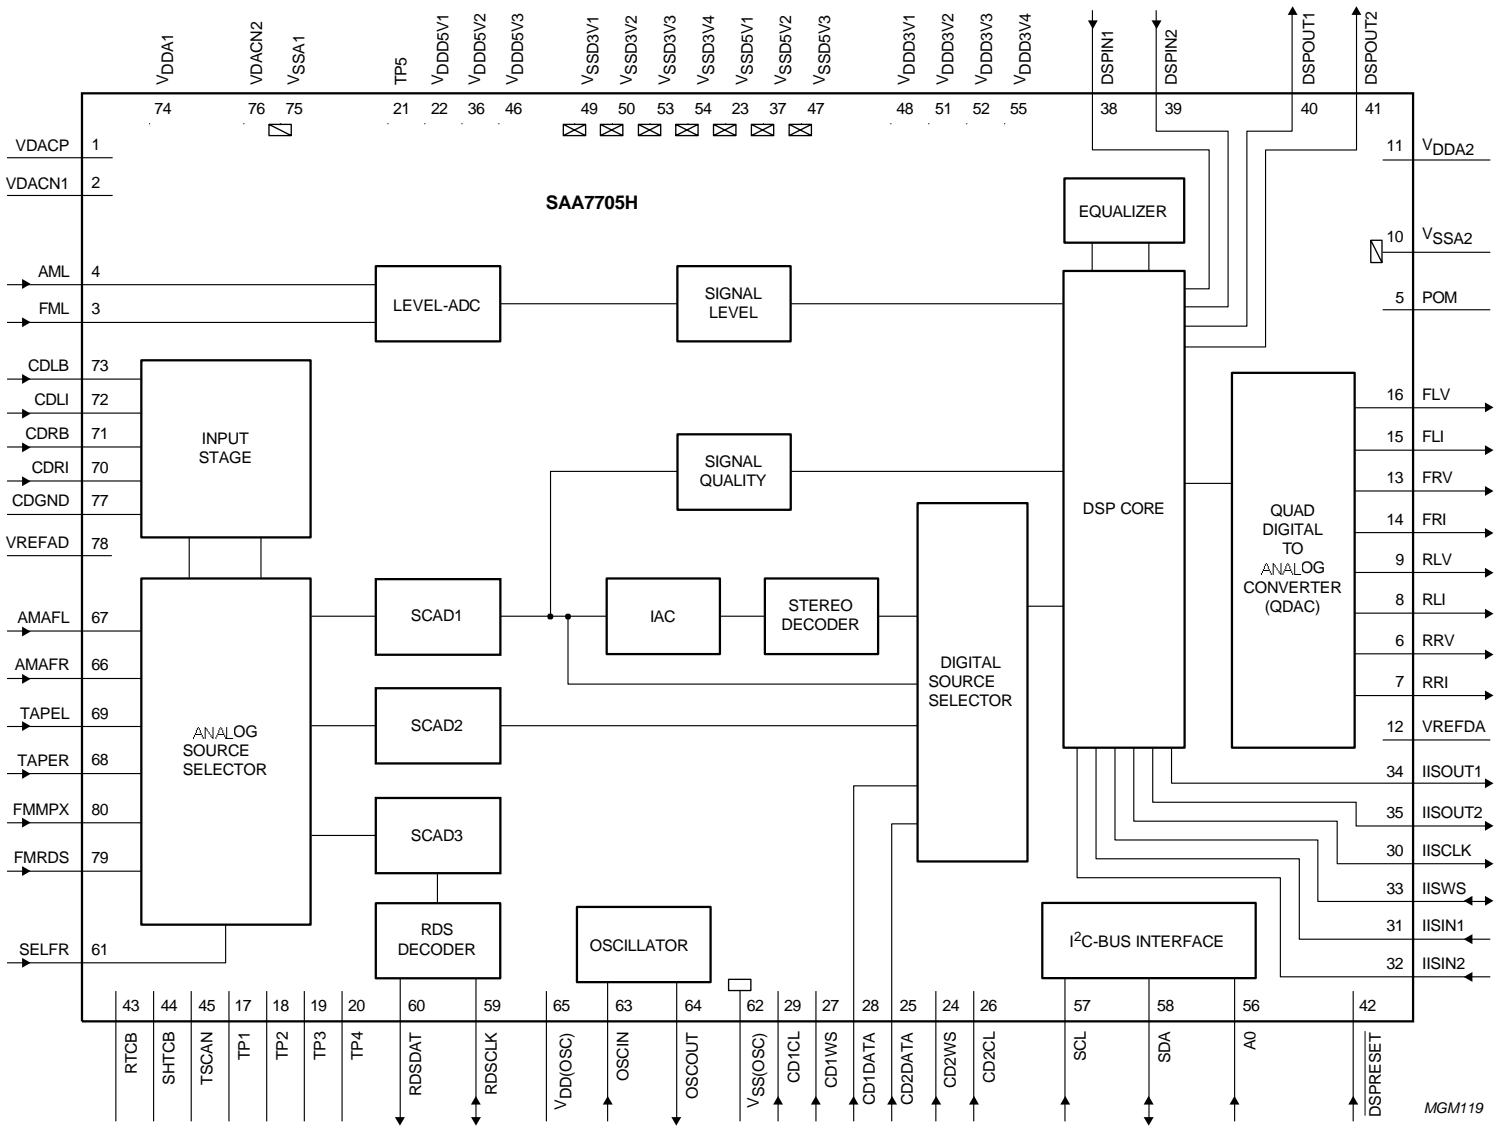 VDDA1
VDACN2
VSSA1
TP5
VDDD5V1
VDDD5V2
VDDD5V3
VSSD3V1
VSSD3V2
VSSD3V3
VSSD3V4
VSSD5V1
VSSD5V2
VSSD5V3
VDDD3V1
VDDD3V2
VDDD3V3
VDDD3V4
DSPIN1
DSPIN2
DSPOUT1
DSPOUT2
74
76
75
21
22
36
46
49
50
53
54
23
37
47
48
51
52
55
38
39
40
41
VDACP 1
VDACN1 2
11 VDDA2
SAA7705H
EQUALIZER
10 VSSA2
AML 4
FML 3
LEVEL-ADC
SIGNAL
LEVEL
5 POM
CDLB 73
CDLI 72
CDRB 71
CDRI 70
CDGND 77
VREFAD 78
INPUT
STAGE
SIGNAL
QUALITY
DSP CORE
QUAD
DIGITAL
TO
ANALOG
CONVERTER
(QDAC)
16 FLV
15 FLI
13 FRV
14 FRI
9 RLV
8 RLI
6 RRV
7 RRI
12 VREFDA
AMAFL 67
AMAFR 66
TAPEL 69
TAPER 68
FMMPX 80
FMRDS 79
SELFR 61
ANALOG
SOURCE
SELECTOR
SCAD1
IAC
STEREO
DECODER
SCAD2
DIGITAL
SOURCE
SELECTOR
SCAD3
RDS
DECODER
OSCILLATOR
I2C-BUS INTERFACE
34 IISOUT1
35 IISOUT2
30 IISCLK
33 IISWS
31 IISIN1
32 IISIN2
43
44
45
17
18
19
20
60
59
65
63
64
62
29
27
28
25
24
26
57
58
56
42
RTCB
SHTCB
TSCAN
TP1
TP2
TP3
TP4
RDSDAT
RDSCLK
VDD(OSC)
OSCIN
OSCOUT
VSS(OSC)
CD1CL
CD1WS
CD1DATA
CD2DATA
CD2WS
CD2CL
SCL
SDA
A0
DSPRESET
MGM119